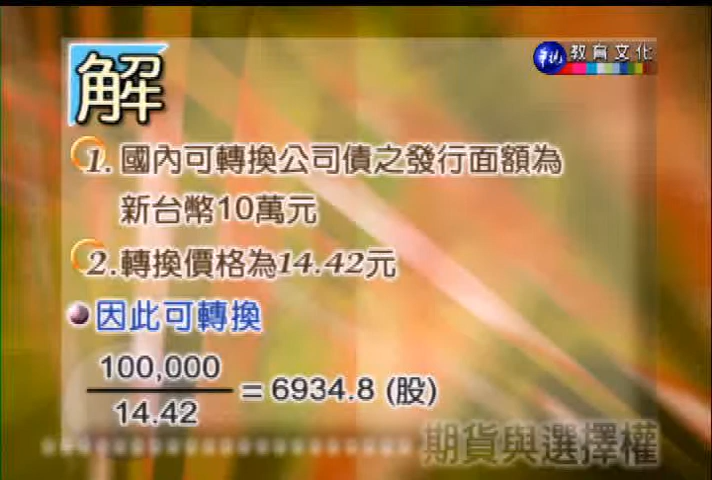 解
華視 教育文化
1. 國內可轉換公司債之發行面額為
新台幣10萬元
2. 轉換價格為14.42元
因此可轉換
100,000
14.42
= 6934.8 (股)
期貨與選擇權